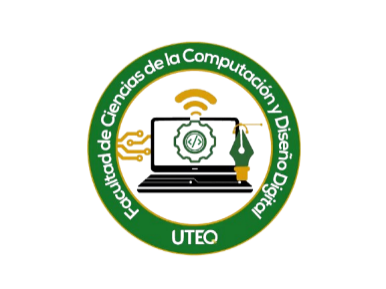 Facultad de Ciencias de la Computación y Diseño Digital
</>
UTEQ